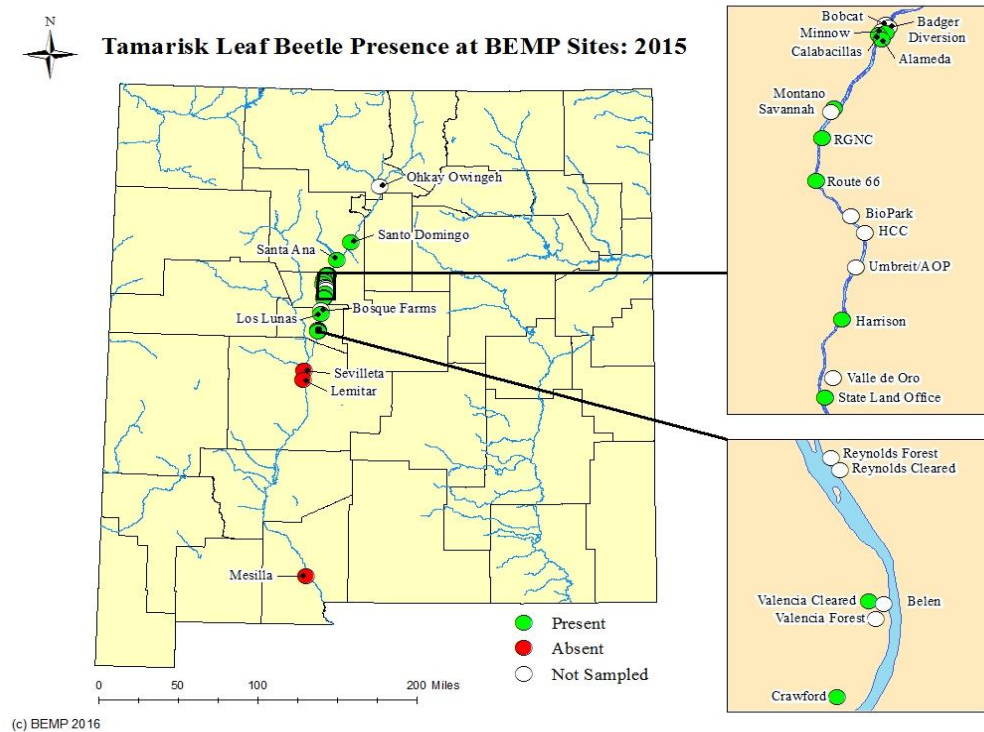 N
Tamarisk Leaf Beetle Presence at BEMP Sites: 2015
Ohkay Owingeh
Santo Domingo
Santa Ana
Bosque Farms
Los Lunas
Sevilleta
Lemitar
Mesilla
Present
Absent
Not Sampled
0 50 100 200 Miles
(c) BEMP 2016
Bobcat
Badger
Minnow
Diversion
Calabacillas
Alameda
Montano
Savannah
RGNC
Route 66
BioPark
HCC
Umbreit/AOP
Harrison
Valle de Oro
State Land Office
Reynolds Forest
Reynolds Cleared
Valencia Cleared
Belen
Valencia Forest
Crawford